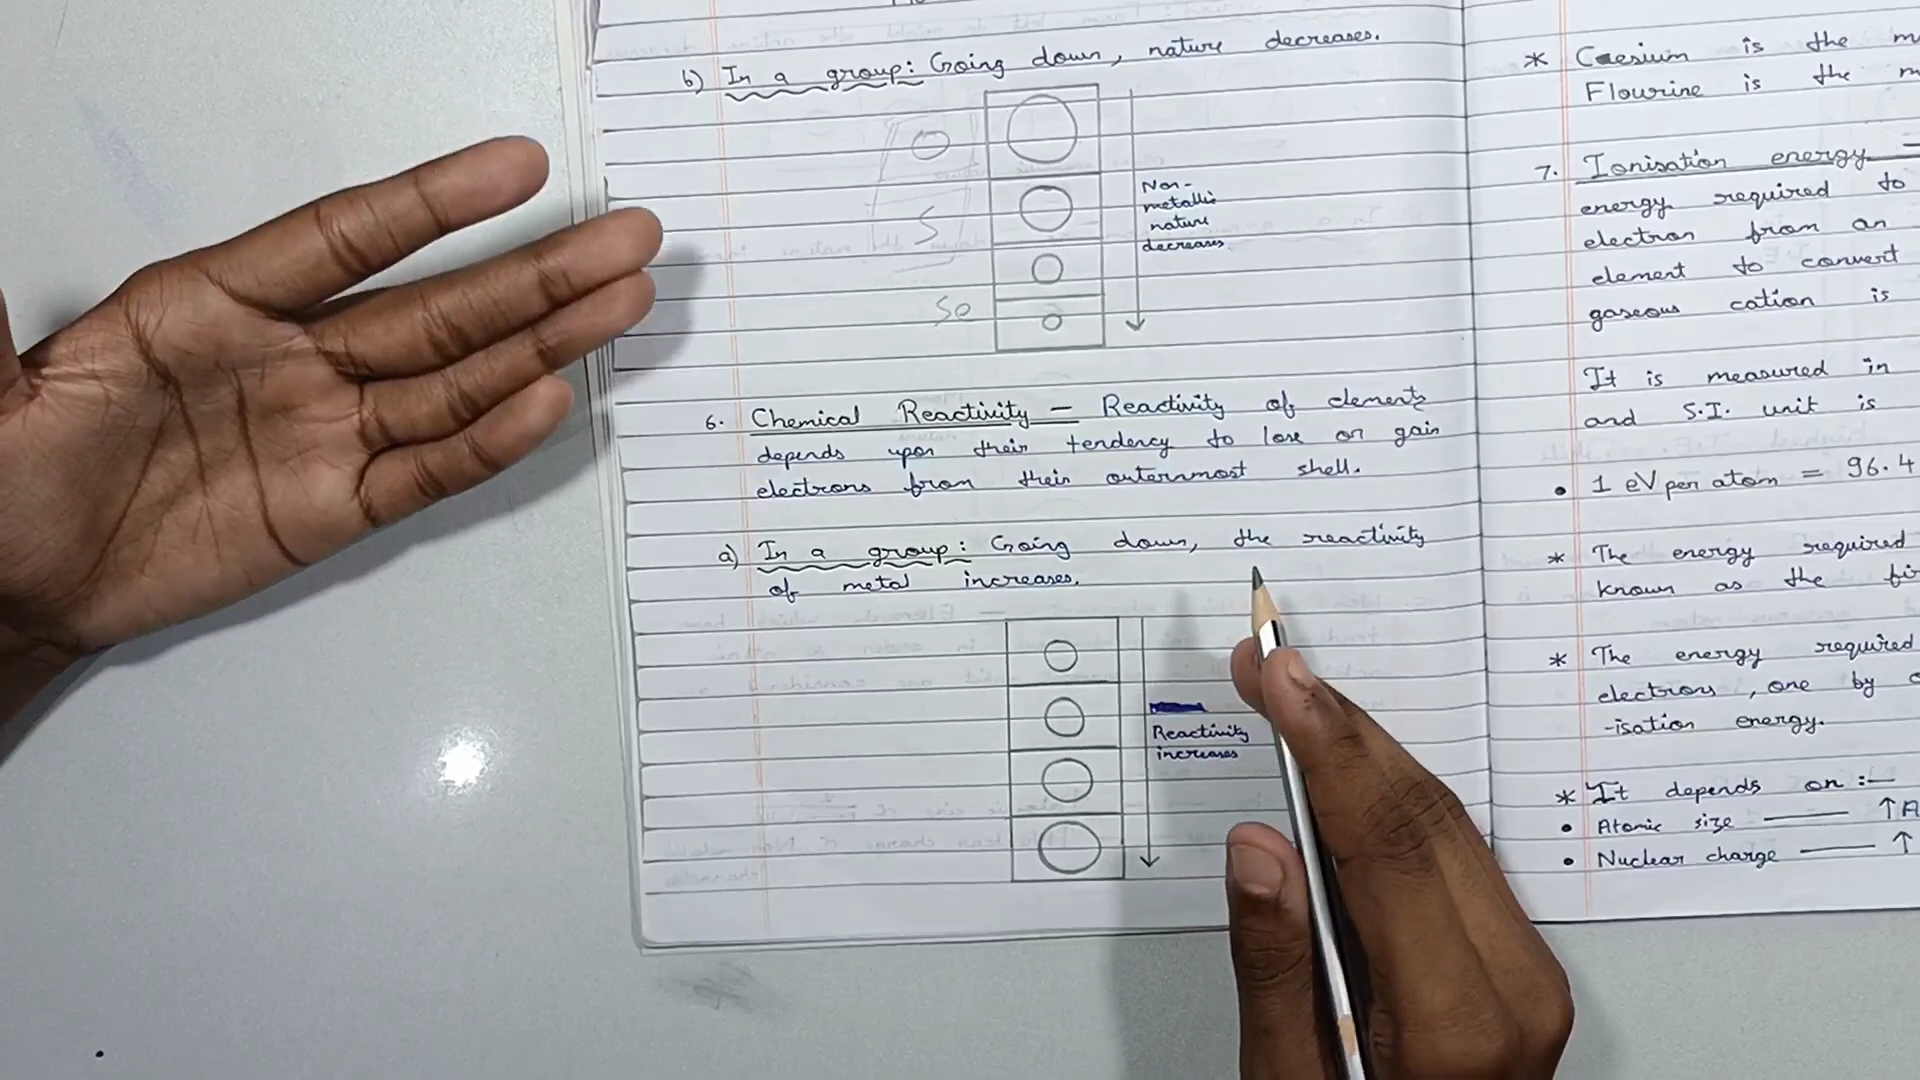 b) In a group: Going down, nature decreases.
Non-
metallic
nature
decreases.
S
So
6. Chemical Reactivity — Reactivity of elements
depends upon their tendency to lose or gain
electrons from their outermost shell.
a) In a group: Going down, the reactivity
of metal increases.
Reactivity
increases
* Caesium is the
Flourine is the
7. Ionisation energy —
energy required to
electron from an
element to convert
gaseous cation is
It is measured in
and S.I. unit is
• 1 eV per atom = 96.4
* The energy required
known as the
* The energy required
electrons, one by
-isation energy.
* It depends on :—
• Atomic size —— ↑A
• Nuclear charge —— ↑